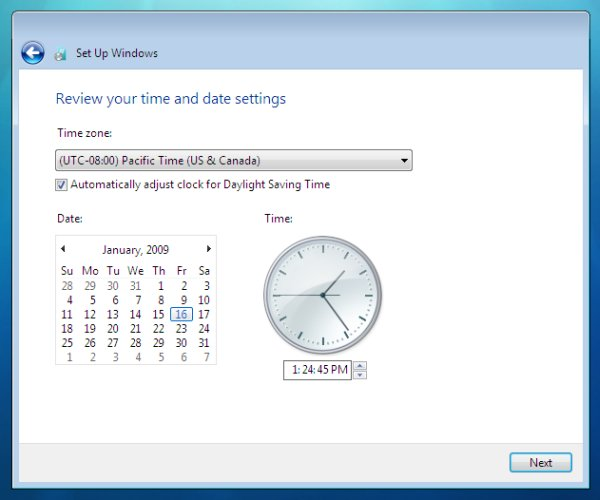 Set Up Windows
Review your time and date settings
Time zone:
(UTC-08:00) Pacific Time (US & Canada)
Automatically adjust clock for Daylight Saving Time
Date:
Time:
January, 2009
Su Mo Tu We Th Fr Sa
28 29 30 31 1 2 3
4 5 6 7 8 9 10
11 12 13 14 15 16 17
18 19 20 21 22 23 24
25 26 27 28 29 30 31
1 2 3 4 5 6 7
1:24:45 PM
Next